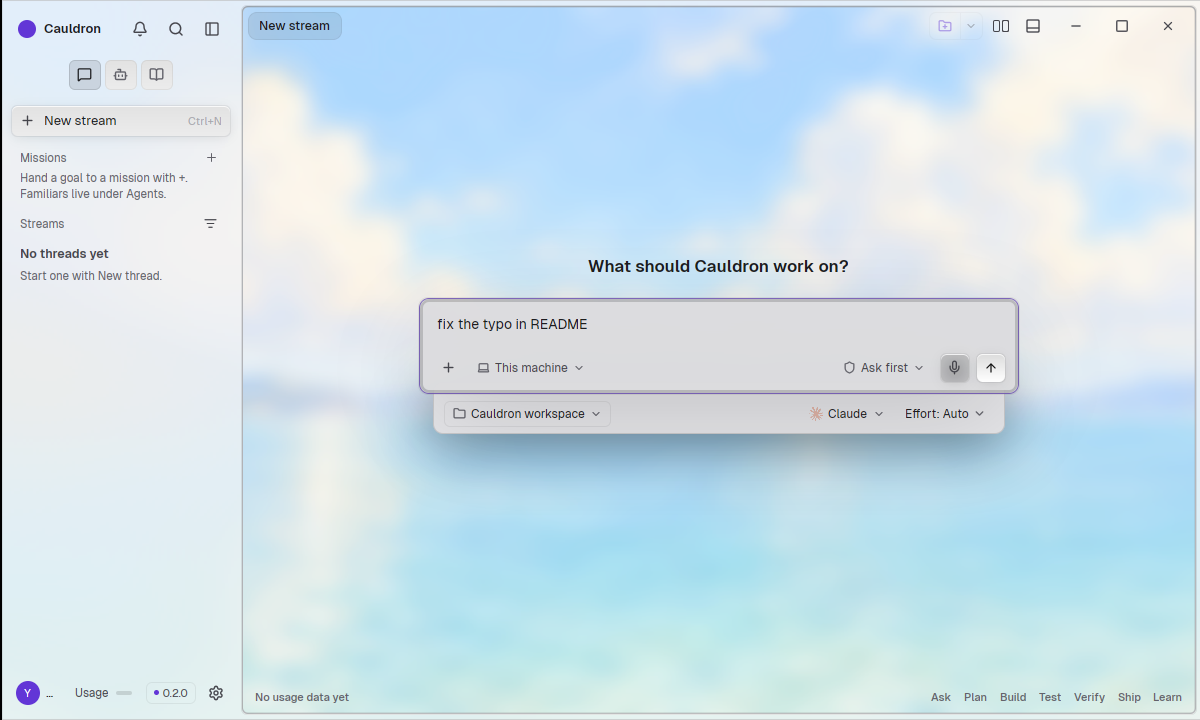 Cauldron
New stream
New stream Ctrl+N
Missions
Hand a goal to a mission with +.
Familiars live under Agents.
Streams
No threads yet
Start one with New thread.
What should Cauldron work on?
fix the typo in README
This machine
Ask first
Cauldron workspace
Claude
Effort: Auto
Y ...
Usage
0.2.0
No usage data yet
Ask Plan Build Test Verify Ship Learn